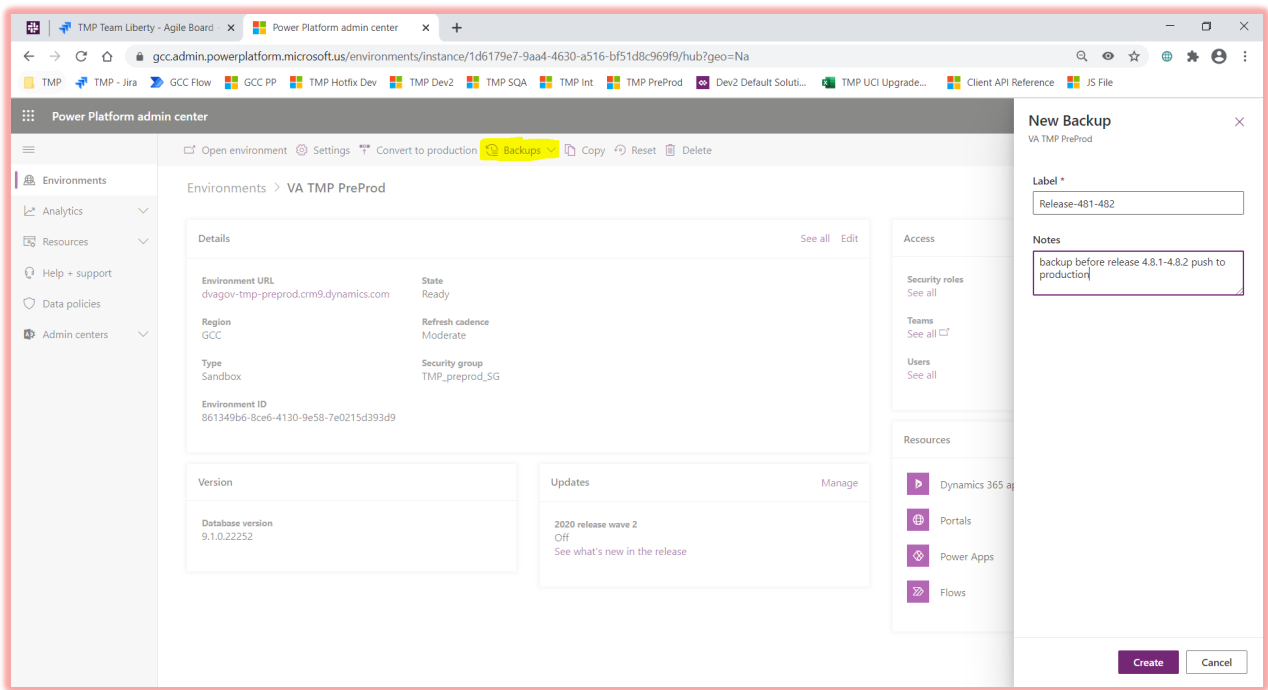 TMP Team Liberty - Agile Board
Power Platform admin center
gcc.admin.powerplatform.microsoft.us/environments/instance/1d6179e7-9aa4-4630-a516-bf51d8c969f9/hub?geo=Na
TMP TMP - Jira GCC Flow GCC PP TMP Hotfix Dev TMP Dev2 TMP SQA TMP Int TMP PreProd Dev2 Default Soluti... TMP UCI Upgrade... Client API Reference JS File
Power Platform admin center
Open environment Settings Convert to production Backups Copy Reset Delete
Environments
Analytics
Resources
Help + support
Data policies
Admin centers
Environments > VA TMP PreProd
Details See all Edit
Environment URL
dvagov-tmp-preprod.crm9.dynamics.com
State
Ready
Region
GCC
Refresh cadence
Moderate
Type
Sandbox
Security group
TMP_preprod_SG
Environment ID
861349b6-8ce6-4130-9e58-7e0215d393d9
Version
Database version
9.1.0.22252
Updates Manage
2020 release wave 2
Off
See what's new in the release
Access
Security roles
See all
Teams
See all
Users
See all
Resources
Dynamics 365 ap
Portals
Power Apps
Flows
New Backup
VA TMP PreProd
Label *
Release-481-482
Notes
backup before release 4.8.1-4.8.2 push to
production
Create Cancel